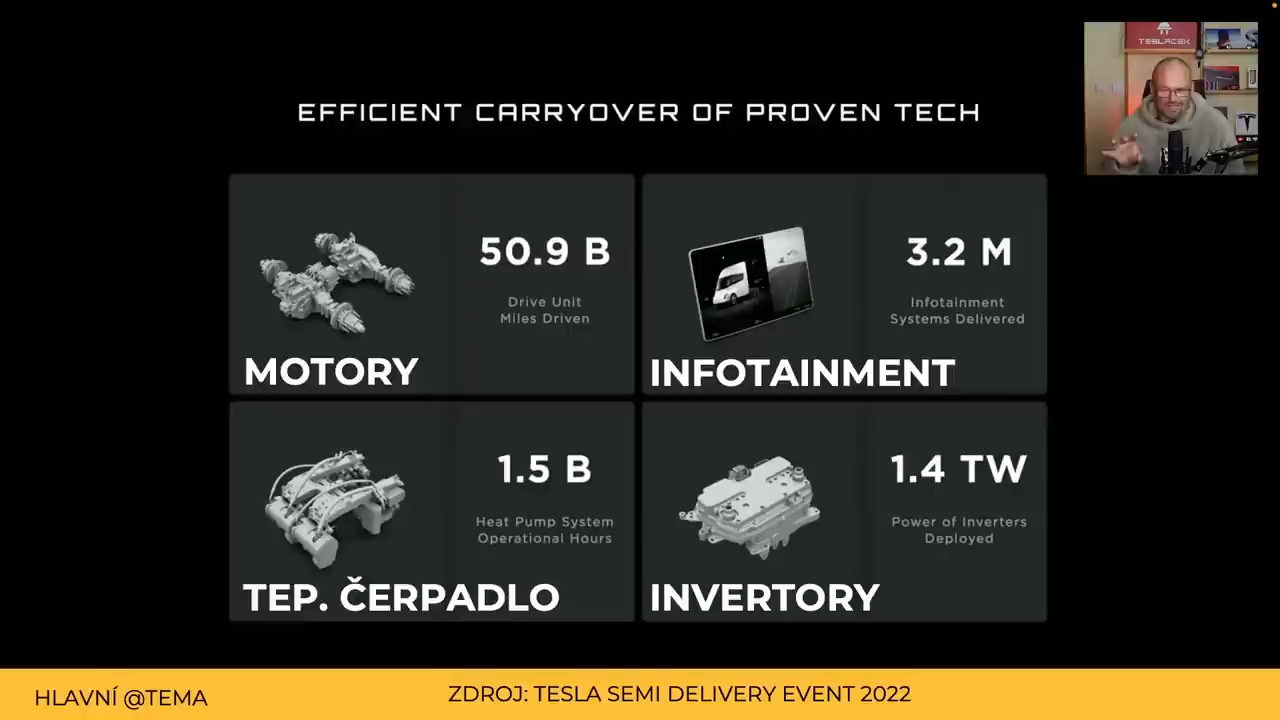 TESLACEK
EFFICIENT CARRYOVER OF PROVEN TECH
50.9 B
Drive Unit
Miles Driven
MOTORY
3.2 M
Infotainment
Systems Delivered
INFOTAINMENT
1.5 B
Heat Pump System
Operational Hours
TEP. ČERPADLO
1.4 TW
Power of Inverters
Deployed
INVERTORY
HLAVNÍ @TEMA
ZDROJ: TESLA SEMI DELIVERY EVENT 2022